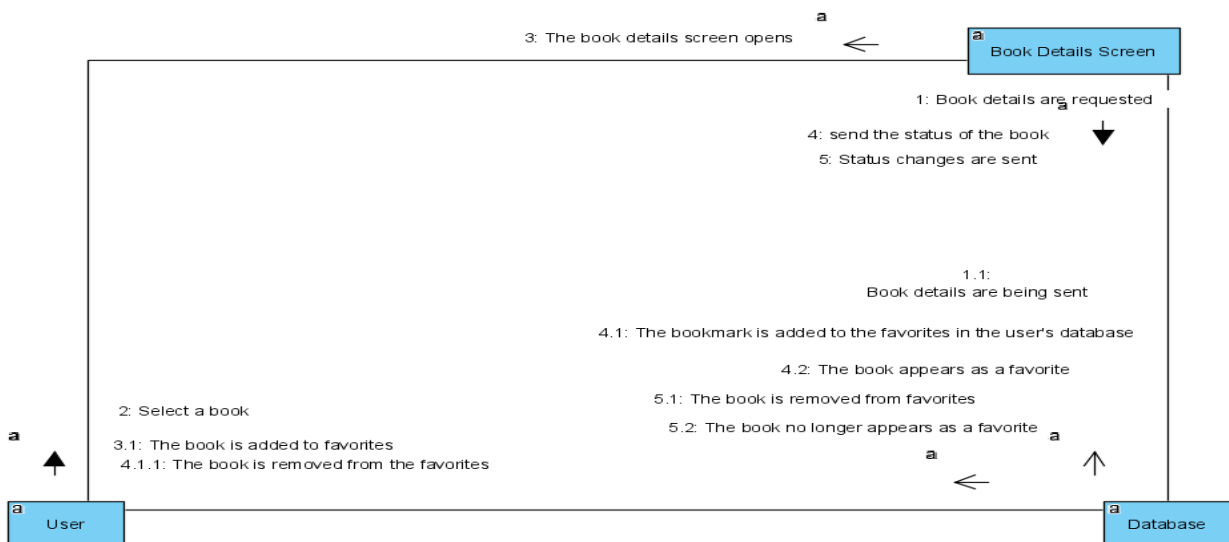 a
3: The book details screen opens
a
Book Details Screen
1: Book details are requested
a
4: send the status of the book
5: Status changes are sent
1.1:
Book details are being sent
4.1: The bookmark is added to the favorites in the user's database
4.2: The book appears as a favorite
5.1: The book is removed from favorites
2: Select a book
5.2: The book no longer appears as a favorite
a
a
3.1: The book is added to favorites
a
4.1.1: The book is removed from the favorites
a
User
a
Database